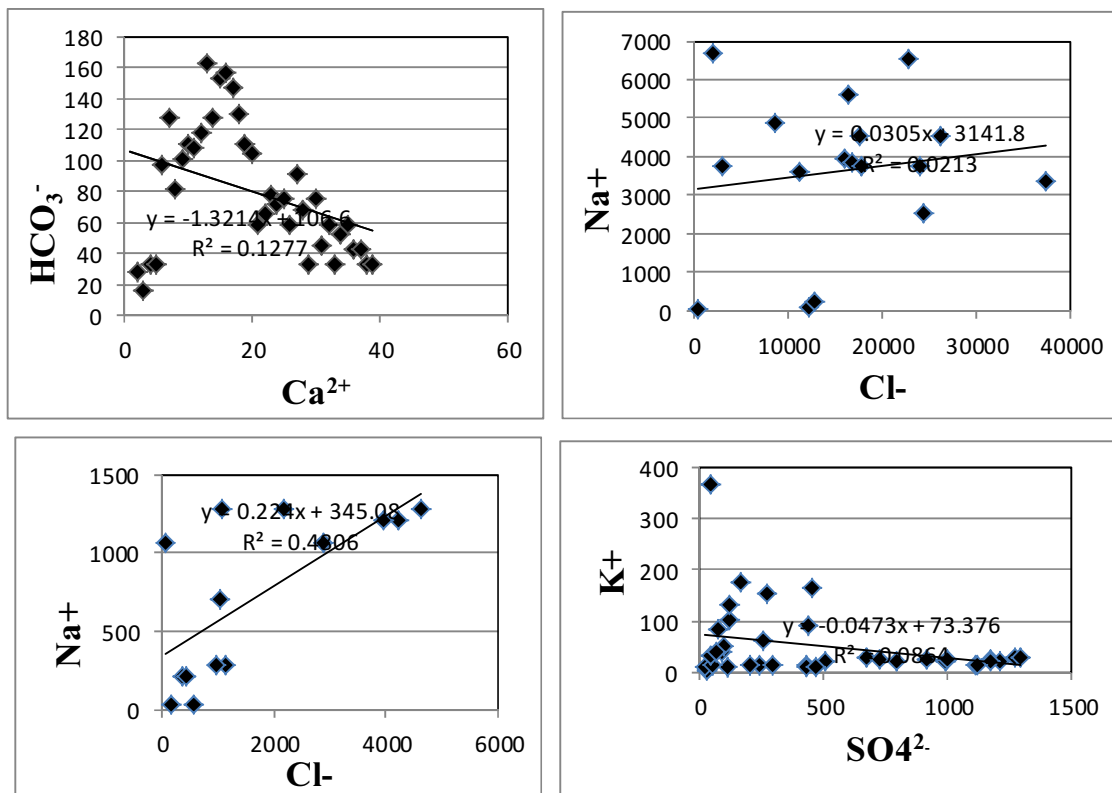 180
160
140
120
100
80
60
40
20
0
HCO₃⁻
y = -1.3214x + 106.6
R² = 0.1277
0 20 40 60
Ca²⁺
7000
6000
5000
4000
3000
2000
1000
0
Na+
y = 0.0305x + 3141.8
R² = 0.0213
0 10000 20000 30000 40000
Cl-
1500
1000
500
0
Na+
y = 0.224x + 345.08
R² = 0.4806
0 2000 4000 6000
Cl-
400
300
200
100
0
K+
y = -0.0473x + 73.376
R² = 0.0864
0 500 1000 1500
SO4²⁻